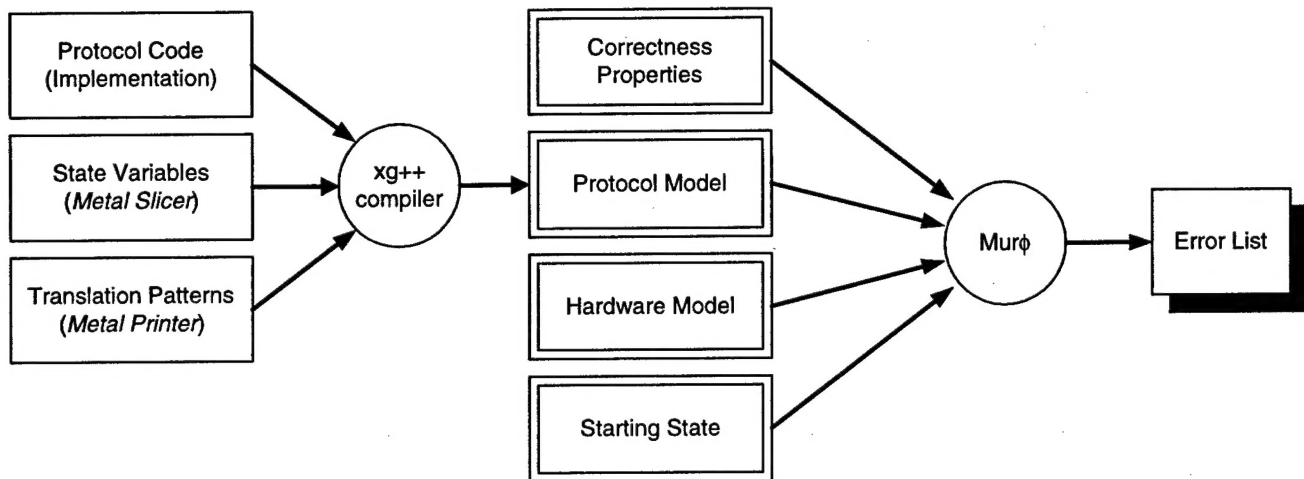 Protocol Code
(Implementation)
State Variables
(Metal Slicer)
Translation Patterns
(Metal Printer)
xg++
compiler
Correctness
Properties
Protocol Model
Hardware Model
Starting State
Murϕ
Error List